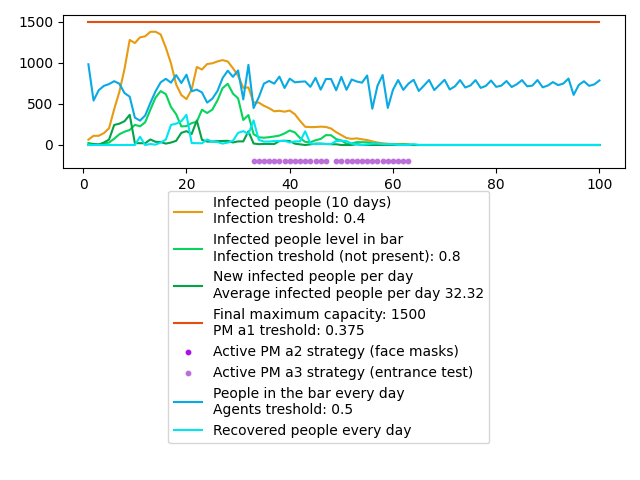 1500
1000
500
0
0 20 40 60 80 100
Infected people (10 days)
Infection treshold: 0.4
Infected people level in bar
Infection treshold (not present): 0.8
New infected people per day
Average infected people per day 32.32
Final maximum capacity: 1500
PM a1 treshold: 0.375
Active PM a2 strategy (face masks)
Active PM a3 strategy (entrance test)
People in the bar every day
Agents treshold: 0.5
Recovered people every day